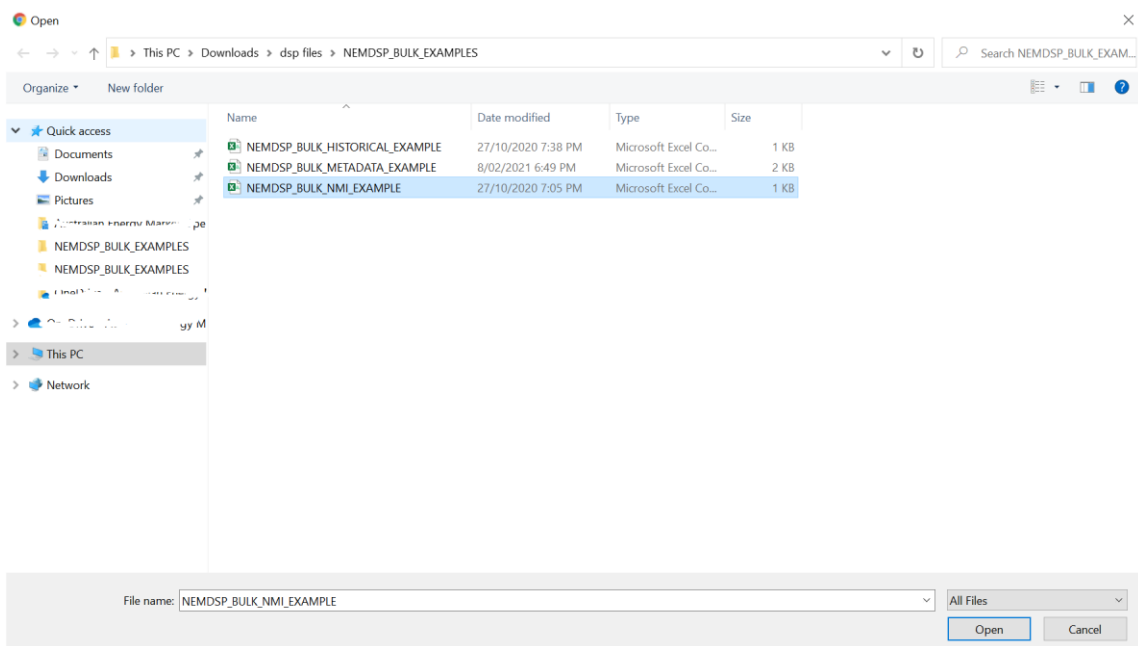 Open
This PC > Downloads > dsp files > NEMDSP_BULK_EXAMPLES
Search NEMDSP_BULK_EXAM...
Organize New folder
Name Date modified Type Size
Quick access
Documents
Downloads
Pictures
NEMDSP_BULK_EXAMPLES
NEMDSP_BULK_EXAMPLES
This PC
Network
NEMDSP_BULK_HISTORICAL_EXAMPLE 27/10/2020 7:38 PM Microsoft Excel Co... 1 KB
NEMDSP_BULK_METADATA_EXAMPLE 8/02/2021 6:49 PM Microsoft Excel Co... 2 KB
NEMDSP_BULK_NMI_EXAMPLE 27/10/2020 7:05 PM Microsoft Excel Co... 1 KB
File name: NEMDSP_BULK_NMI_EXAMPLE All Files
Open Cancel